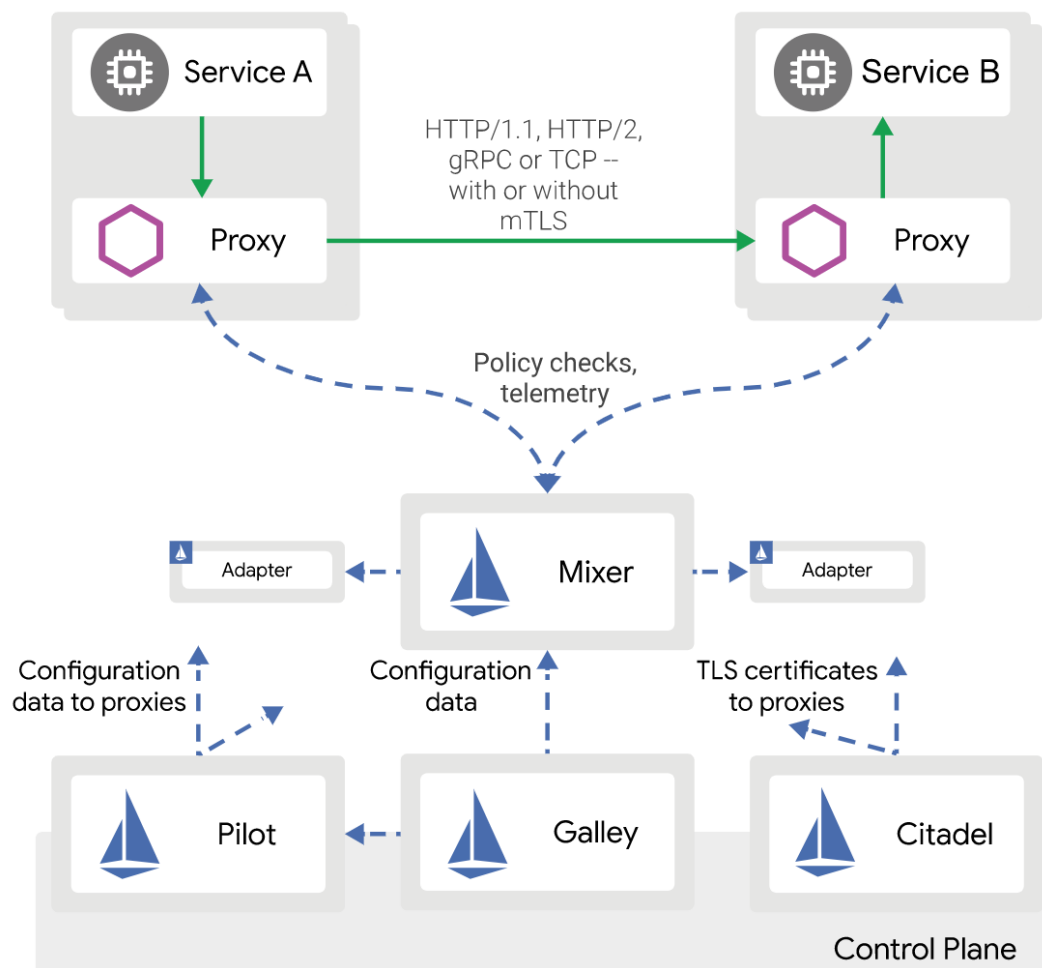 Service A
Service B
HTTP/1.1, HTTP/2,
gRPC or TCP --
with or without
mTLS
Proxy
Proxy
Policy checks,
telemetry
Mixer
Adapter
Adapter
Configuration
data to proxies
Configuration
data
TLS certificates
to proxies
Pilot
Galley
Citadel
Control Plane